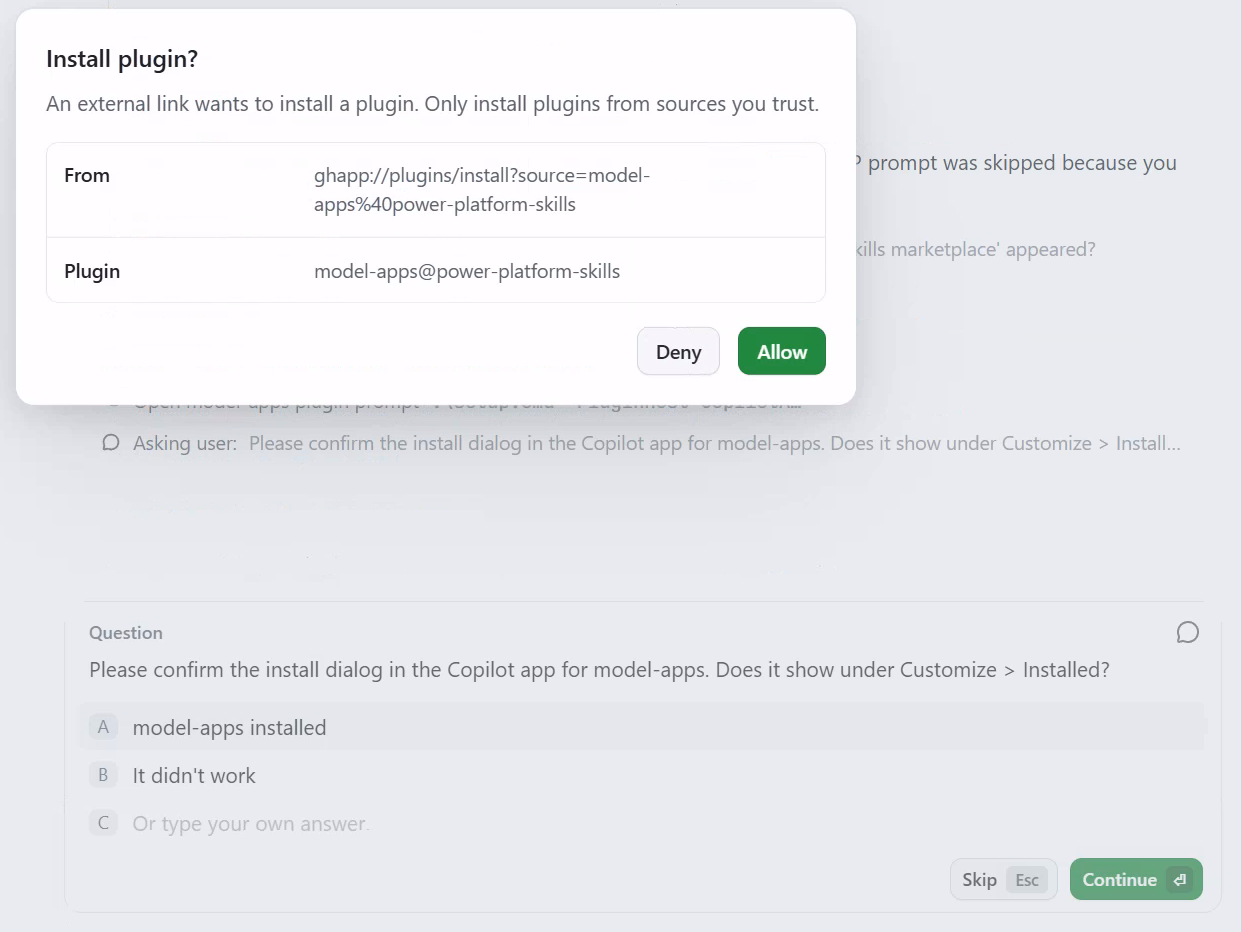 Install plugin?
An external link wants to install a plugin. Only install plugins from sources you trust.
From
ghapp://plugins/install?source=model-
apps%40power-platform-skills
Plugin
model-apps@power-platform-skills
Deny
Allow
prompt was skipped because you
kills marketplace' appeared?
Open model-apps plugin prompt
Asking user: Please confirm the install dialog in the Copilot app for model-apps. Does it show under Customize > Install...
Question
Please confirm the install dialog in the Copilot app for model-apps. Does it show under Customize > Installed?
A model-apps installed
B It didn't work
C Or type your own answer.
Skip Esc
Continue